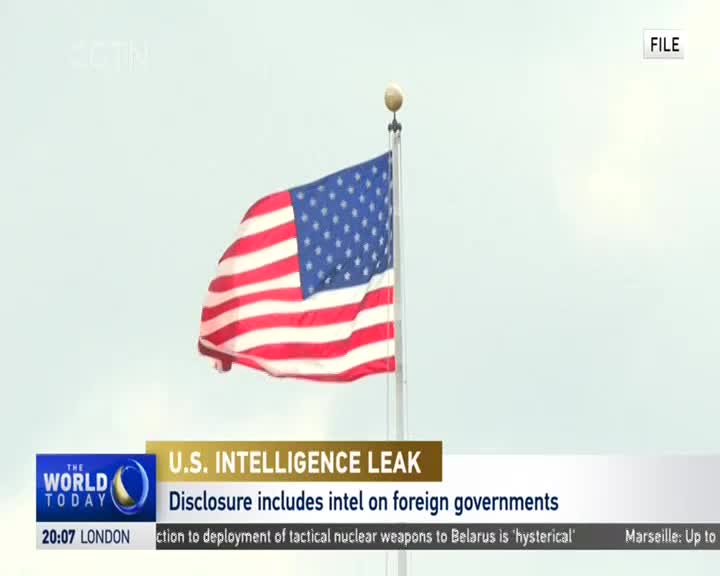 CGTN
FILE
U.S. INTELLIGENCE LEAK
THE
WORLD
TODAY
Disclosure includes intel on foreign governments
20:07 LONDON
ction to deployment of tactical nuclear weapons to Belarus is 'hysterical' Marseille: Up to